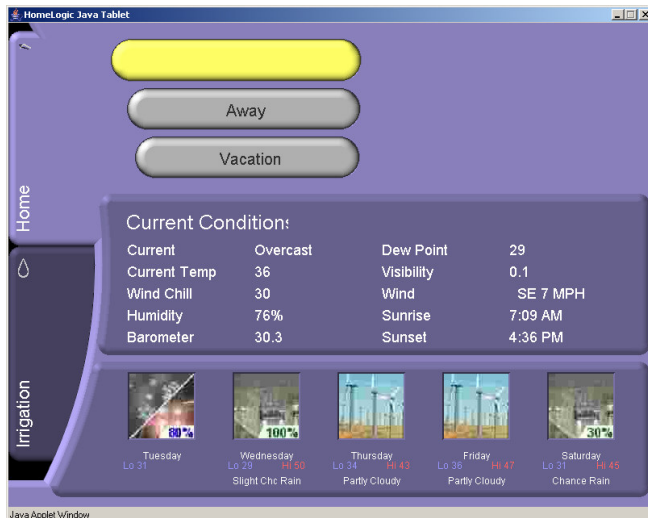 HomeLogic Java Tablet
Away
Vacation
Home
Current Conditions
Current Overcast Dew Point 29
Current Temp 36 Visibility 0.1
Wind Chill 30 Wind SE 7 MPH
Humidity 76% Sunrise 7:09 AM
Barometer 30.3 Sunset 4:36 PM
Irrigation
80% 100% 30%
Tuesday Wednesday Thursday Friday Saturday
Lo 31 Lo 29 Hi 50 Lo 34 Hi 43 Lo 36 Hi 47 Lo 31 Hi 45
Slight Chc Rain Partly Cloudy Partly Cloudy Chance Rain
Java Applet Window